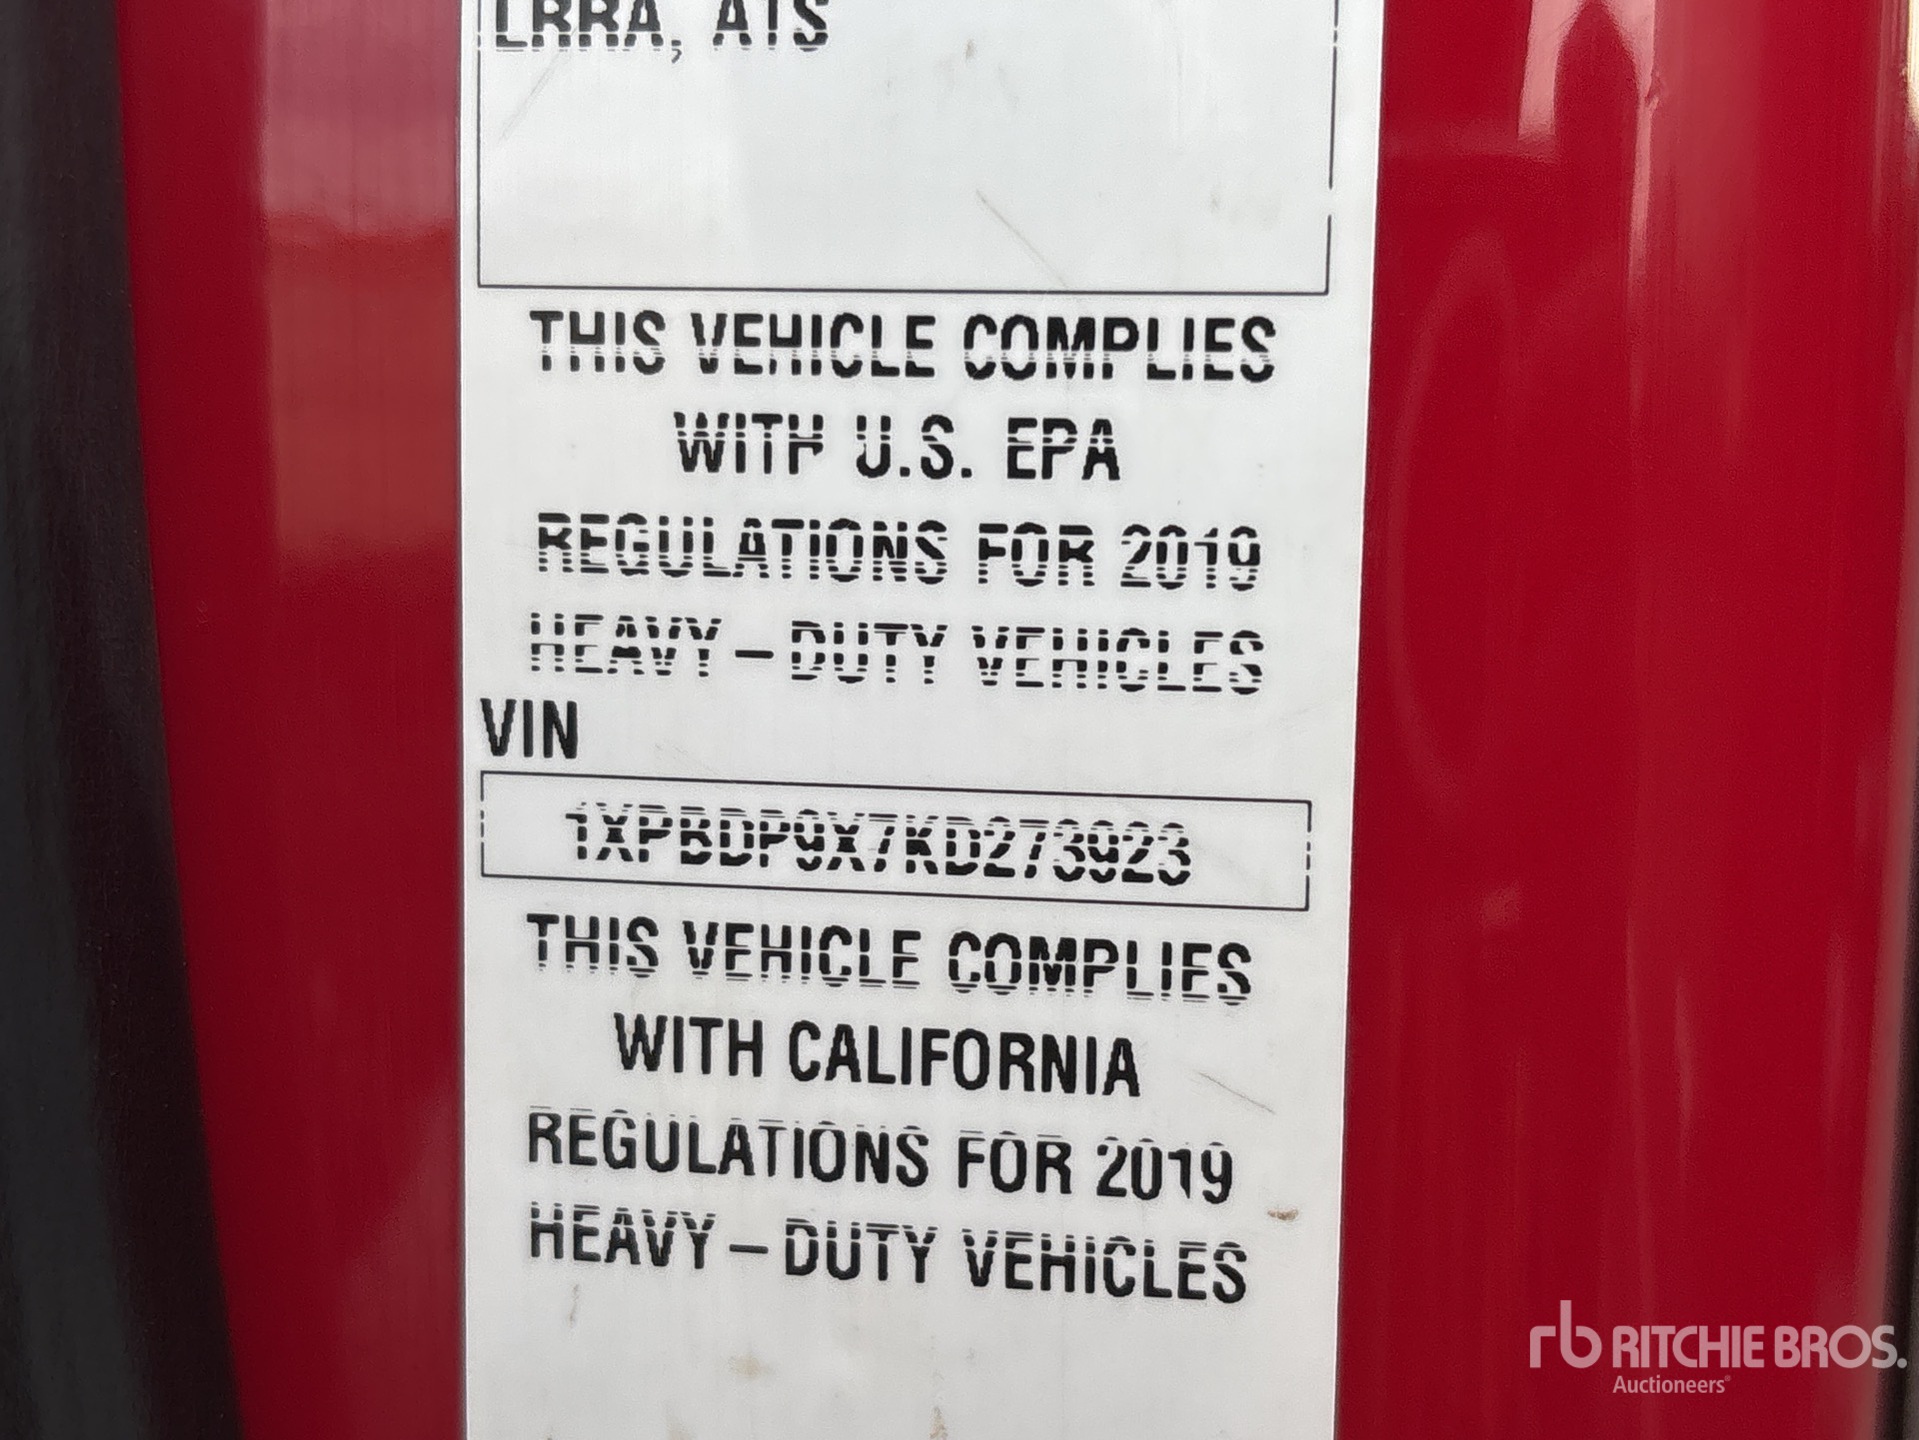 LRRA, ATS
THIS VEHICLE COMPLIES
WITH U.S. EPA
REGULATIONS FOR 2019
HEAVY-DUTY VEHICLES
VIN
1XPBDP9X7KD273923
THIS VEHICLE COMPLIES
WITH CALIFORNIA
REGULATIONS FOR 2019
HEAVY-DUTY VEHICLES
rb RITCHIE BROS.
Auctioneers